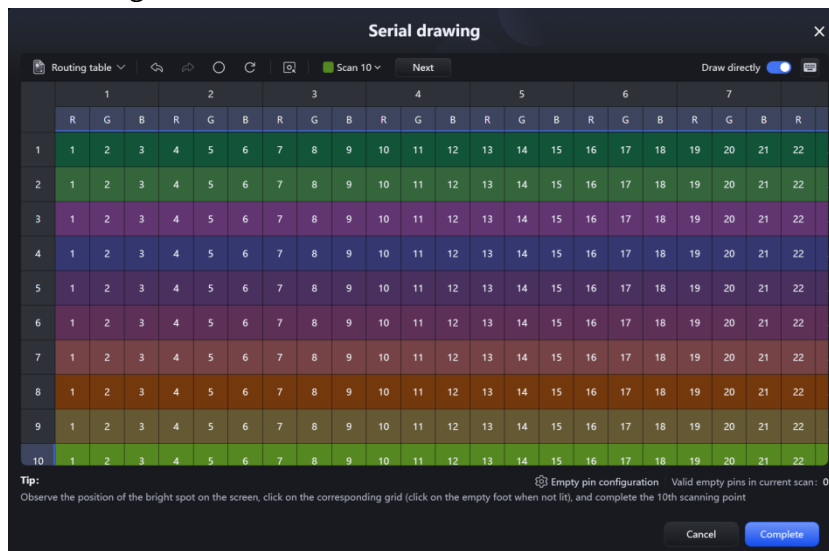 Serial drawing
Routing table Scan 10 Next Draw directly
1 2 3 4 5 6 7
R G B R G B R G B R G B R G B R G B R G B R
1 1 2 3 4 5 6 7 8 9 10 11 12 13 14 15 16 17 18 19 20 21 22
2 1 2 3 4 5 6 7 8 9 10 11 12 13 14 15 16 17 18 19 20 21 22
3 1 2 3 4 5 6 7 8 9 10 11 12 13 14 15 16 17 18 19 20 21 22
4 1 2 3 4 5 6 7 8 9 10 11 12 13 14 15 16 17 18 19 20 21 22
5 1 2 3 4 5 6 7 8 9 10 11 12 13 14 15 16 17 18 19 20 21 22
6 1 2 3 4 5 6 7 8 9 10 11 12 13 14 15 16 17 18 19 20 21 22
7 1 2 3 4 5 6 7 8 9 10 11 12 13 14 15 16 17 18 19 20 21 22
8 1 2 3 4 5 6 7 8 9 10 11 12 13 14 15 16 17 18 19 20 21 22
9 1 2 3 4 5 6 7 8 9 10 11 12 13 14 15 16 17 18 19 20 21 22
10 1 2 3 4 5 6 7 8 9 10 11 12 13 14 15 16 17 18 19 20 21 22
Tip: Empty pin configuration Valid empty pins in current scan: 0
Observe the position of the bright spot on the screen, click on the corresponding grid (click on the empty foot when not lit), and complete the 10th scanning point
Cancel Complete